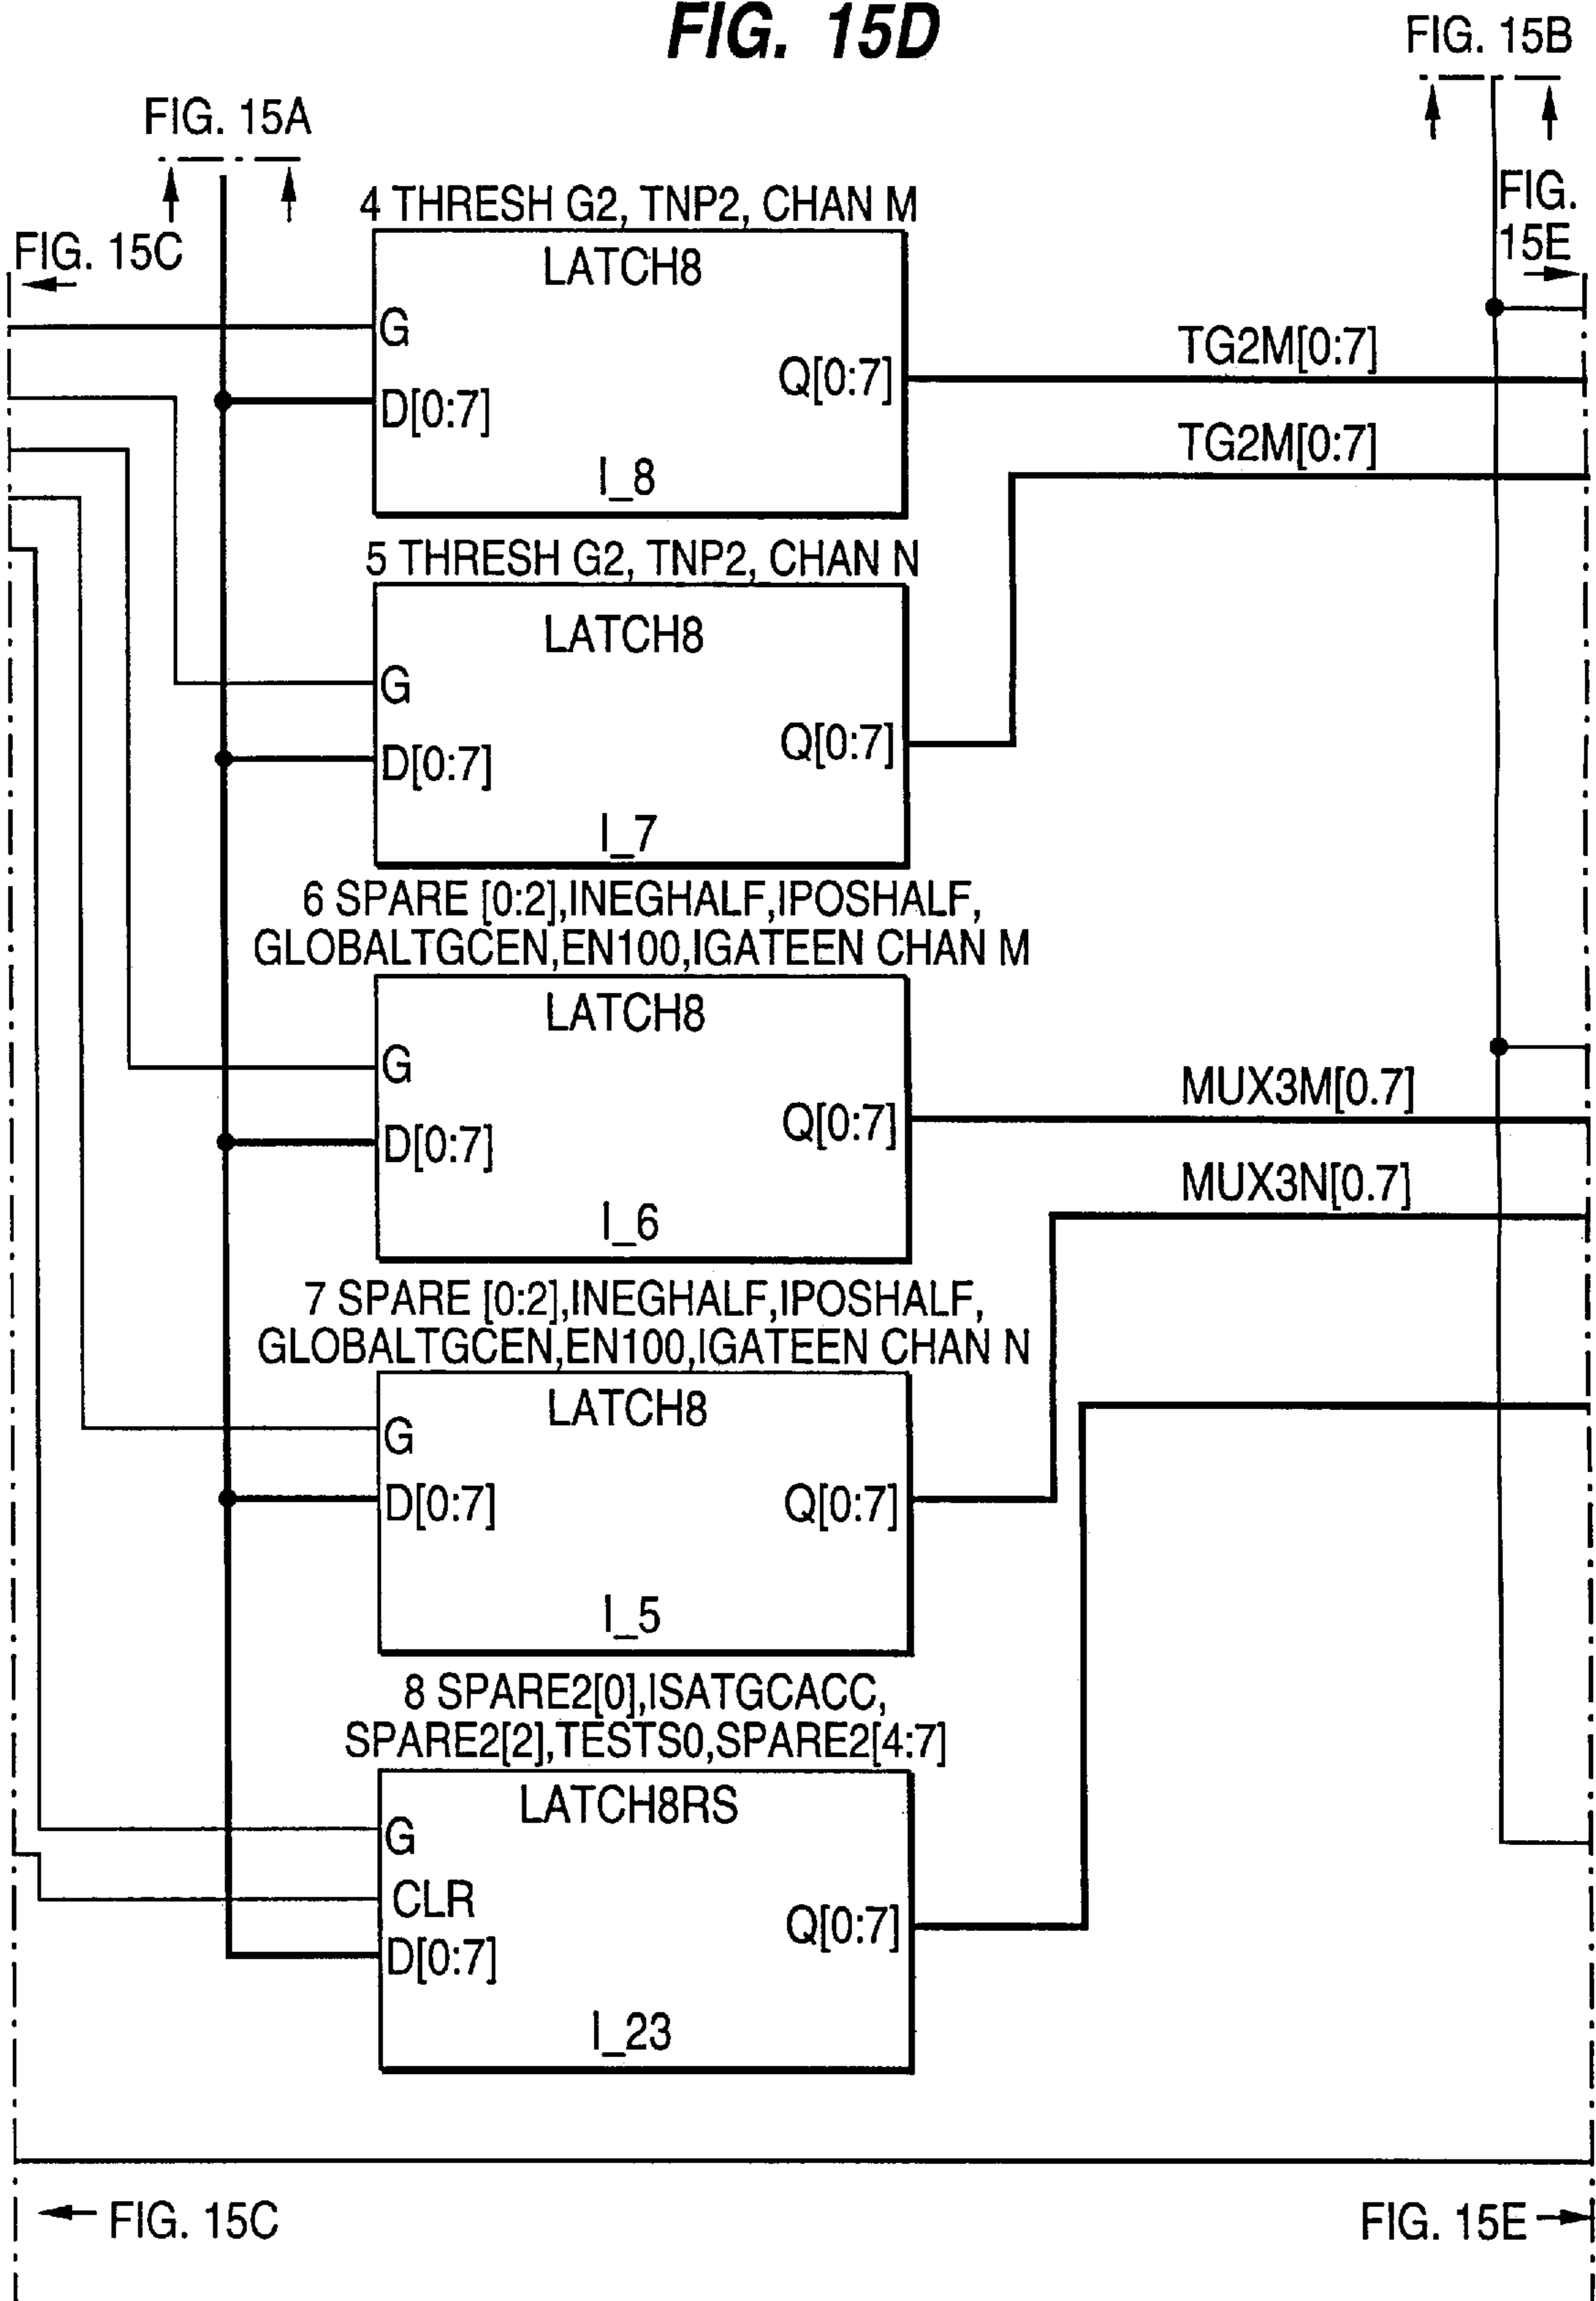 FIG. 15D
FIG. 15B
FIG. 15A
FIG. 15C
FIG.
15E
4 THRESH G2, TNP2, CHAN M
LATCH8
G
D[0:7]
Q[0:7]
I_8
TG2M[0:7]
TG2M[0:7]
5 THRESH G2, TNP2, CHAN N
LATCH8
G
D[0:7]
Q[0:7]
I_7
6 SPARE [0:2],INEGHALF,IPOSHALF,
GLOBALTGCEN,EN100,IGATEEN CHAN M
LATCH8
G
D[0:7]
Q[0:7]
I_6
MUX3M[0.7]
MUX3N[0.7]
7 SPARE [0:2],INEGHALF,IPOSHALF,
GLOBALTGCEN,EN100,IGATEEN CHAN N
LATCH8
G
D[0:7]
Q[0:7]
I_5
8 SPARE2[0],ISATGCACC,
SPARE2[2],TESTS0,SPARE2[4:7]
LATCH8RS
G
CLR
D[0:7]
Q[0:7]
I_23
FIG. 15C
FIG. 15E